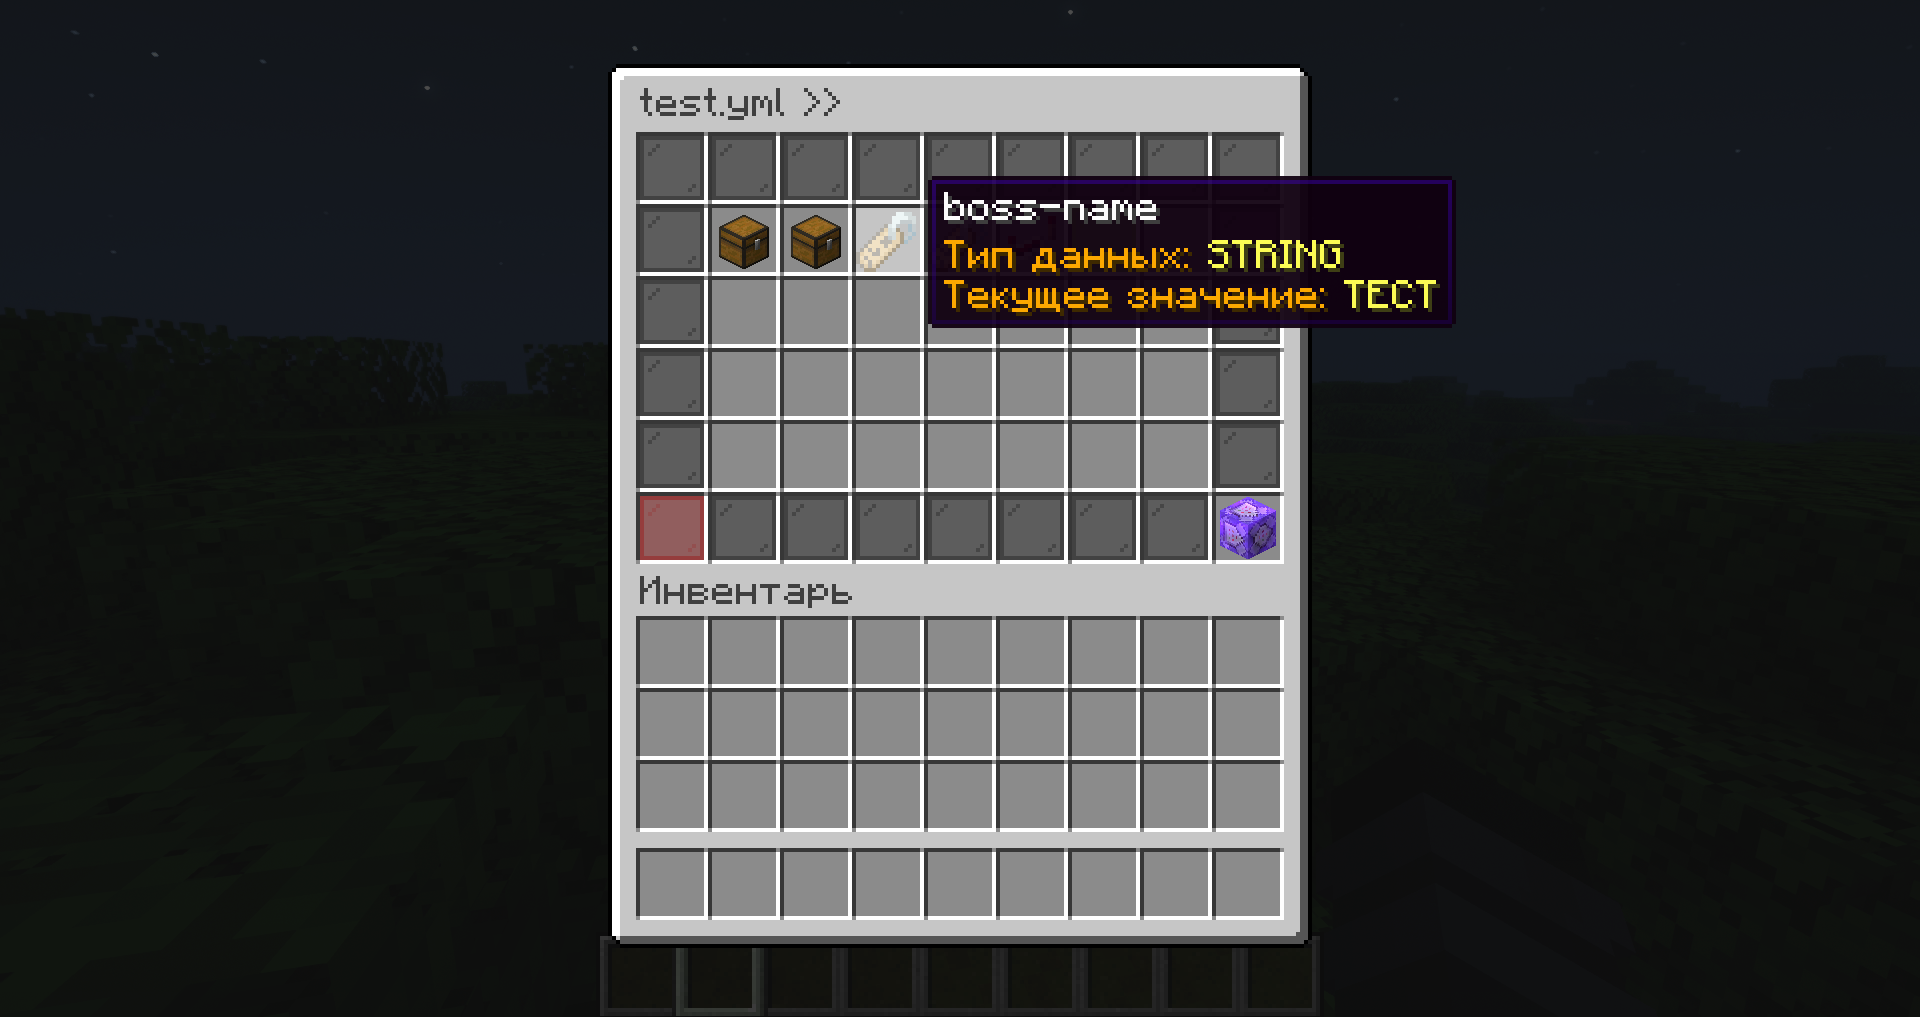 test.yml >>
boss-name
Тип данных: STRING
Текущее значение: ТЕСТ
Инвентарь